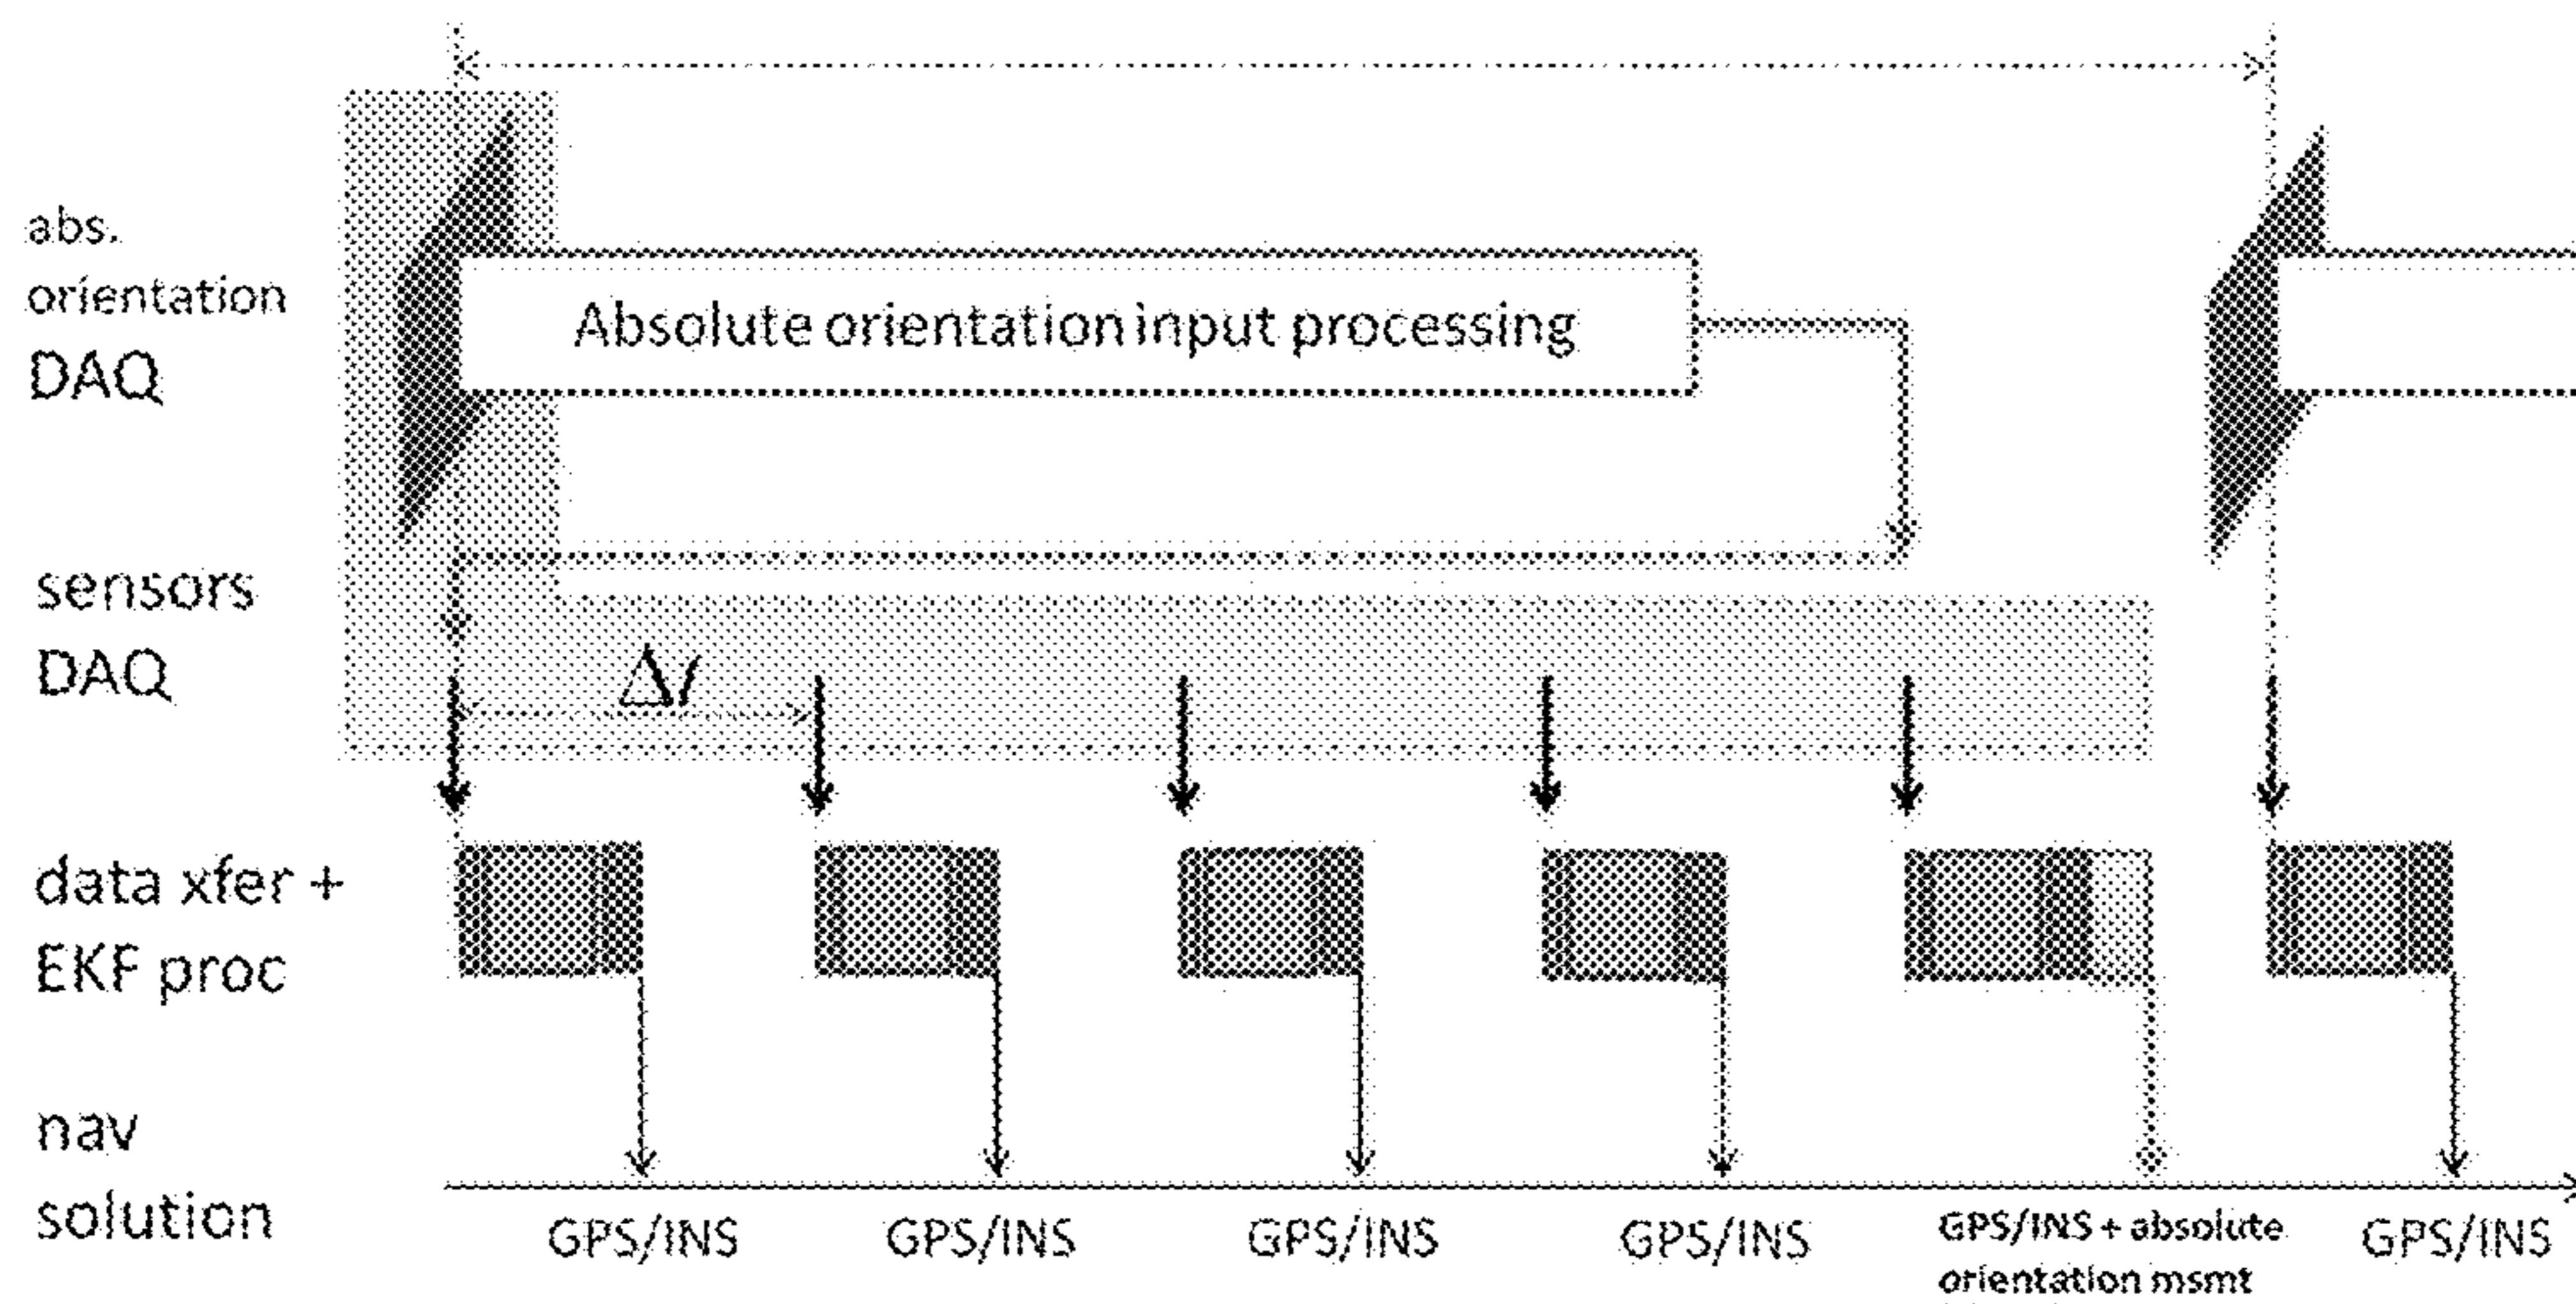 abs.
orientation
DAQ
Absolute orientation input processing
sensors
DAQ
Δt
data xfer +
EKF proc
nav
solution
GPS/INS
GPS/INS
GPS/INS
GPS/INS
GPS/INS + absolute
orientation msmt
GPS/INS